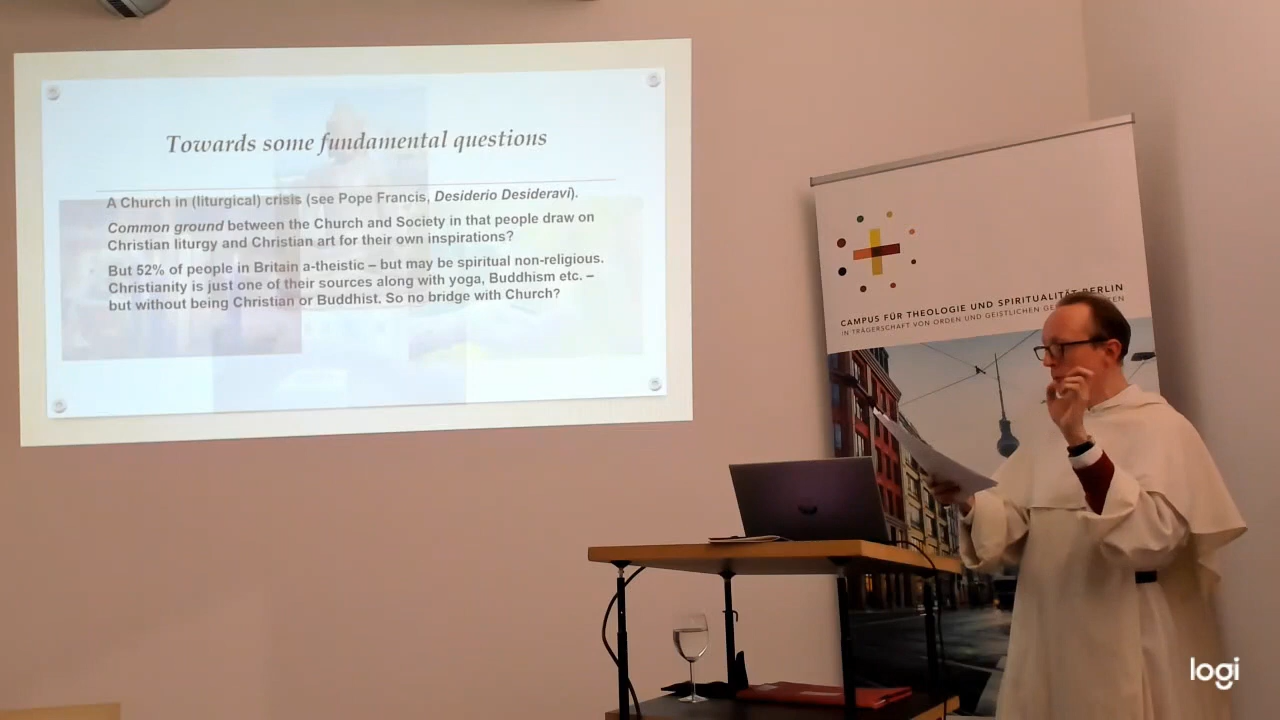 Towards some fundamental questions
A Church in (liturgical) crisis (see Pope Francis, Desiderio Desideravi).
Common ground between the Church and Society in that people draw on
Christian liturgy and Christian art for their own inspirations?
But 52% of people in Britain a-theistic – but may be spiritual non-religious.
Christianity is just one of their sources along with yoga, Buddhism etc. –
but without being Christian or Buddhist. So no bridge with Church?
CAMPUS FÜR THEOLOGIE UND SPIRITUALITÄT BERLIN
IN TRÄGERSCHAFT VON ORDEN UND GEISTLICHEN
logi